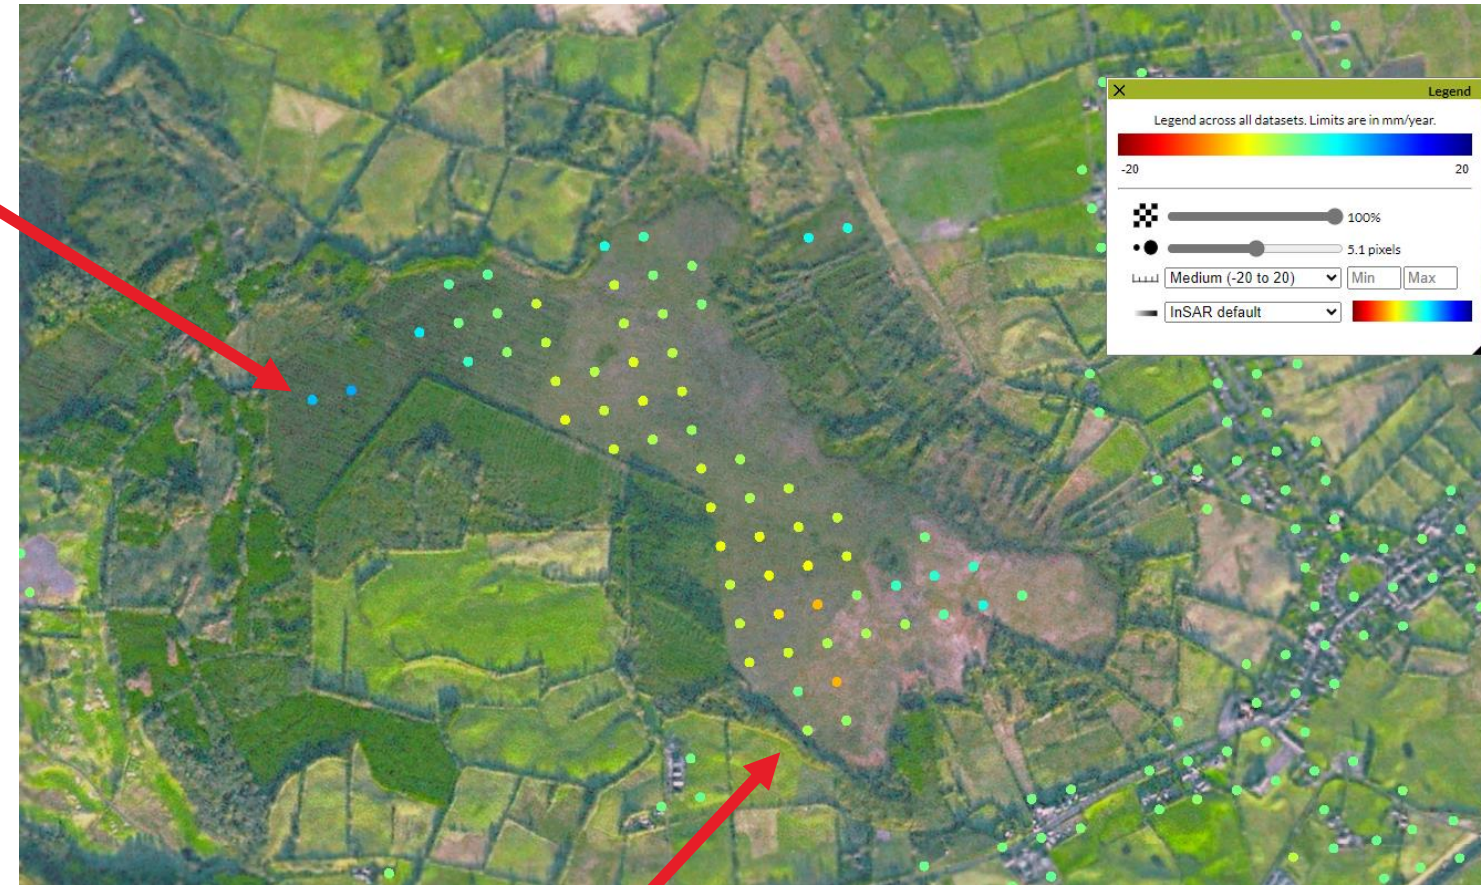 Legend
Legend across all datasets. Limits are in mm/year.
-20 20
100%
5.1 pixels
Medium (-20 to 20) Min Max
InSAR default